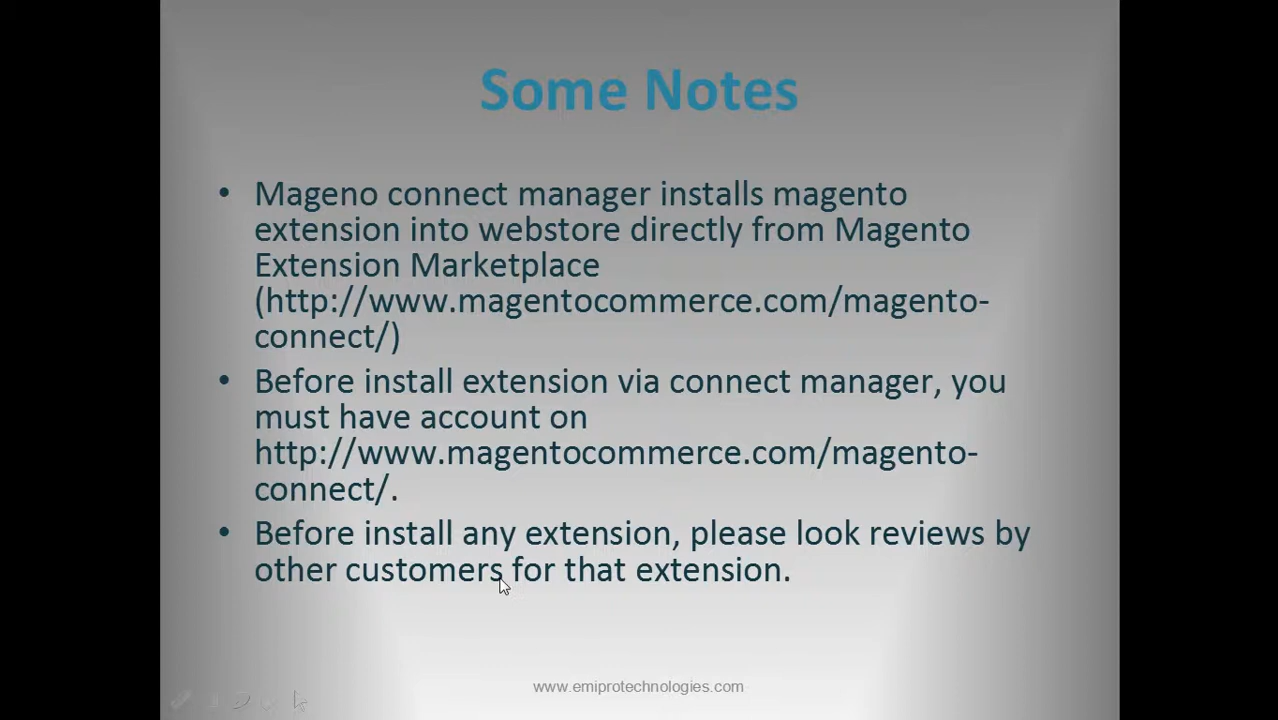 Some Notes
• Mageno connect manager installs magento
extension into webstore directly from Magento
Extension Marketplace
(http://www.magentocommerce.com/magento-
connect/)
• Before install extension via connect manager, you
must have account on
http://www.magentocommerce.com/magento-
connect/.
• Before install any extension, please look reviews by
other customers for that extension.
www.emiprotechnologies.com